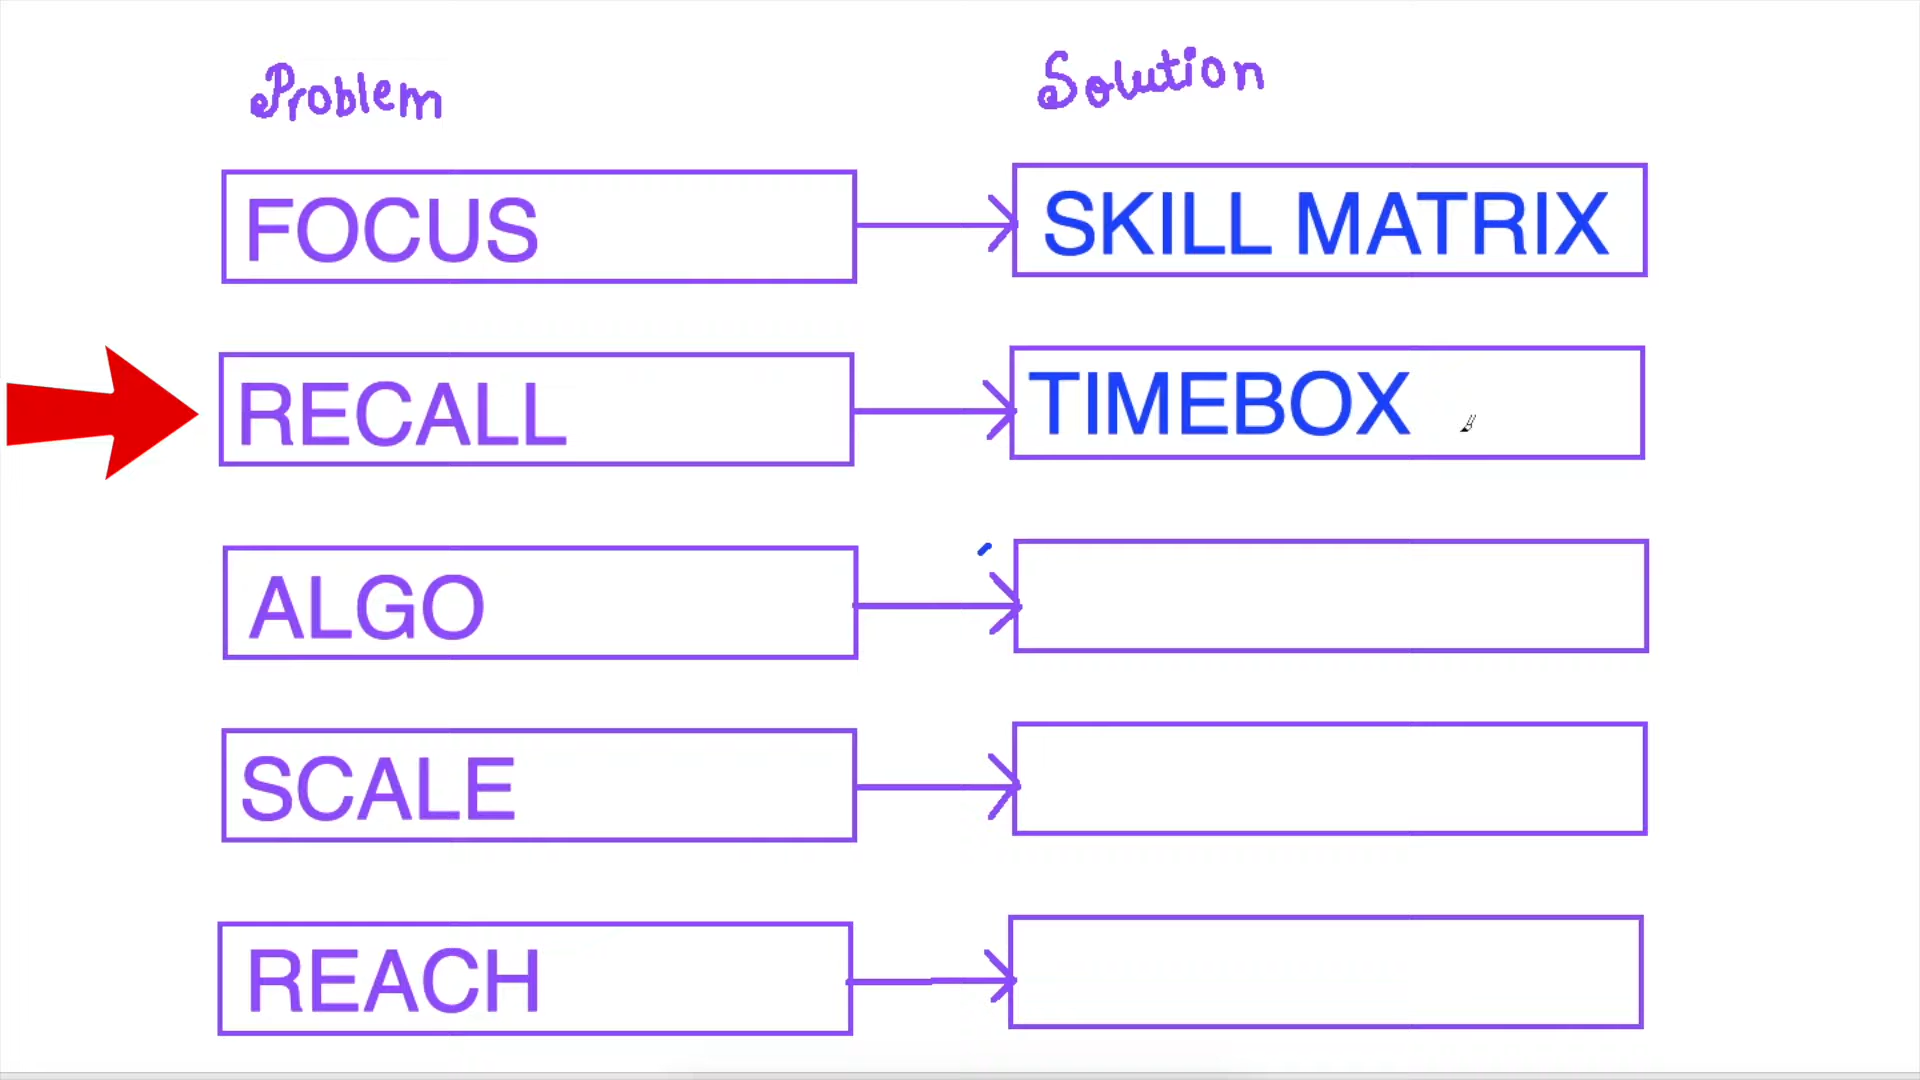 Problem
Solution
FOCUS
SKILL MATRIX
RECALL
TIMEBOX
ALGO
SCALE
REACH